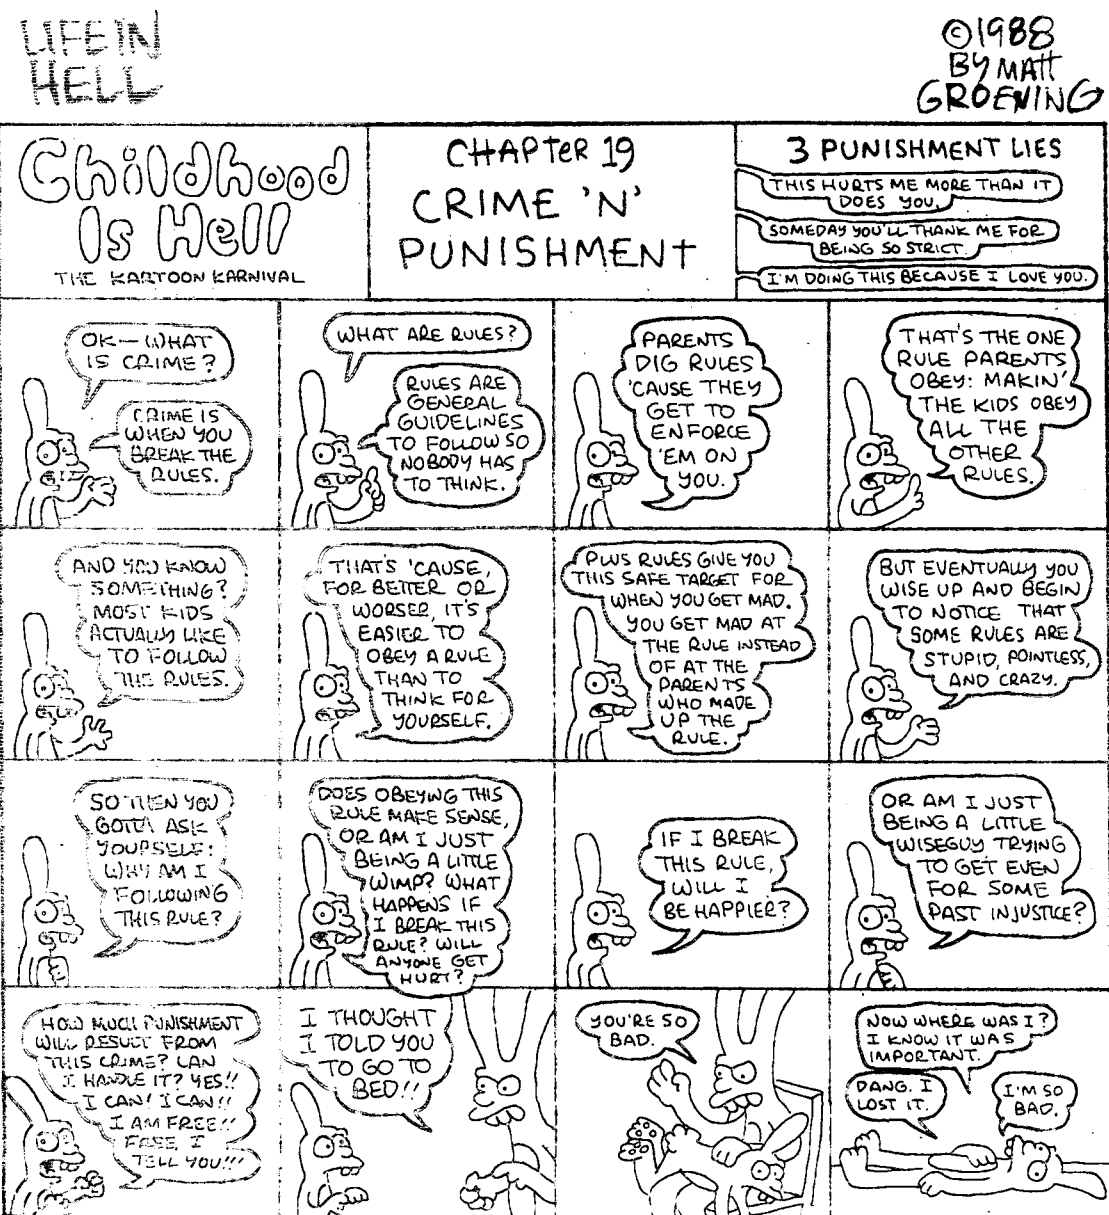 LIFE IN
HELL
©1988
BY MATT
GROENING
Childhood
Is Hell
THE KARTOON KARNIVAL
CHAPTER 19
CRIME 'N'
PUNISHMENT
3 PUNISHMENT LIES
THIS HURTS ME MORE THAN IT
DOES YOU.
SOMEDAY YOU'LL THANK ME FOR
BEING SO STRICT.
I'M DOING THIS BECAUSE I LOVE YOU.
OK—WHAT
IS CRIME?
CRIME IS
WHEN YOU
BREAK THE
RULES.
WHAT ARE RULES?
RULES ARE
GENERAL
GUIDELINES
TO FOLLOW SO
NOBODY HAS
TO THINK.
PARENTS
DIG RULES
'CAUSE THEY
GET TO
ENFORCE
'EM ON
YOU.
THAT'S THE ONE
RULE PARENTS
OBEY: MAKIN'
THE KIDS OBEY
ALL THE
OTHER
RULES.
AND YOU KNOW
SOMETHING?
MOST KIDS
ACTUALLY LIKE
TO FOLLOW
THE RULES.
THAT'S 'CAUSE,
FOR BETTER OR
WORSER, IT'S
EASIER TO
OBEY A RULE
THAN TO
THINK FOR
YOURSELF.
PLUS RULES GIVE YOU
THIS SAFE TARGET FOR
WHEN YOU GET MAD.
YOU GET MAD AT
THE RULE INSTEAD
OF AT THE
PARENTS
WHO MADE
UP THE
RULE.
BUT EVENTUALLY YOU
WISE UP AND BEGIN
TO NOTICE THAT
SOME RULES ARE
STUPID, POINTLESS,
AND CRAZY.
SO THEN YOU
GOTTA ASK
YOURSELF:
WHY AM I
FOLLOWING
THIS RULE?
DOES OBEYING THIS
RULE MAKE SENSE,
OR AM I JUST
BEING A LITTLE
WIMP? WHAT
HAPPENS IF
I BREAK THIS
RULE? WILL
ANYONE GET
HURT?
IF I BREAK
THIS RULE,
WILL I
BE HAPPIER?
OR AM I JUST
BEING A LITTLE
WISEGUY TRYING
TO GET EVEN
FOR SOME
PAST INJUSTICE?
HOW MUCH PUNISHMENT
WILL RESULT FROM
THIS CRIME? CAN
I HANDLE IT? YES!!
I CAN! I CAN!!
I AM FREE!!
FREE, I
TELL YOU!!!
I THOUGHT
I TOLD YOU
TO GO TO
BED!!
YOU'RE SO
BAD.
NOW WHERE WAS I?
I KNOW IT WAS
IMPORTANT.
DANG. I
LOST IT.
I'M SO
BAD.